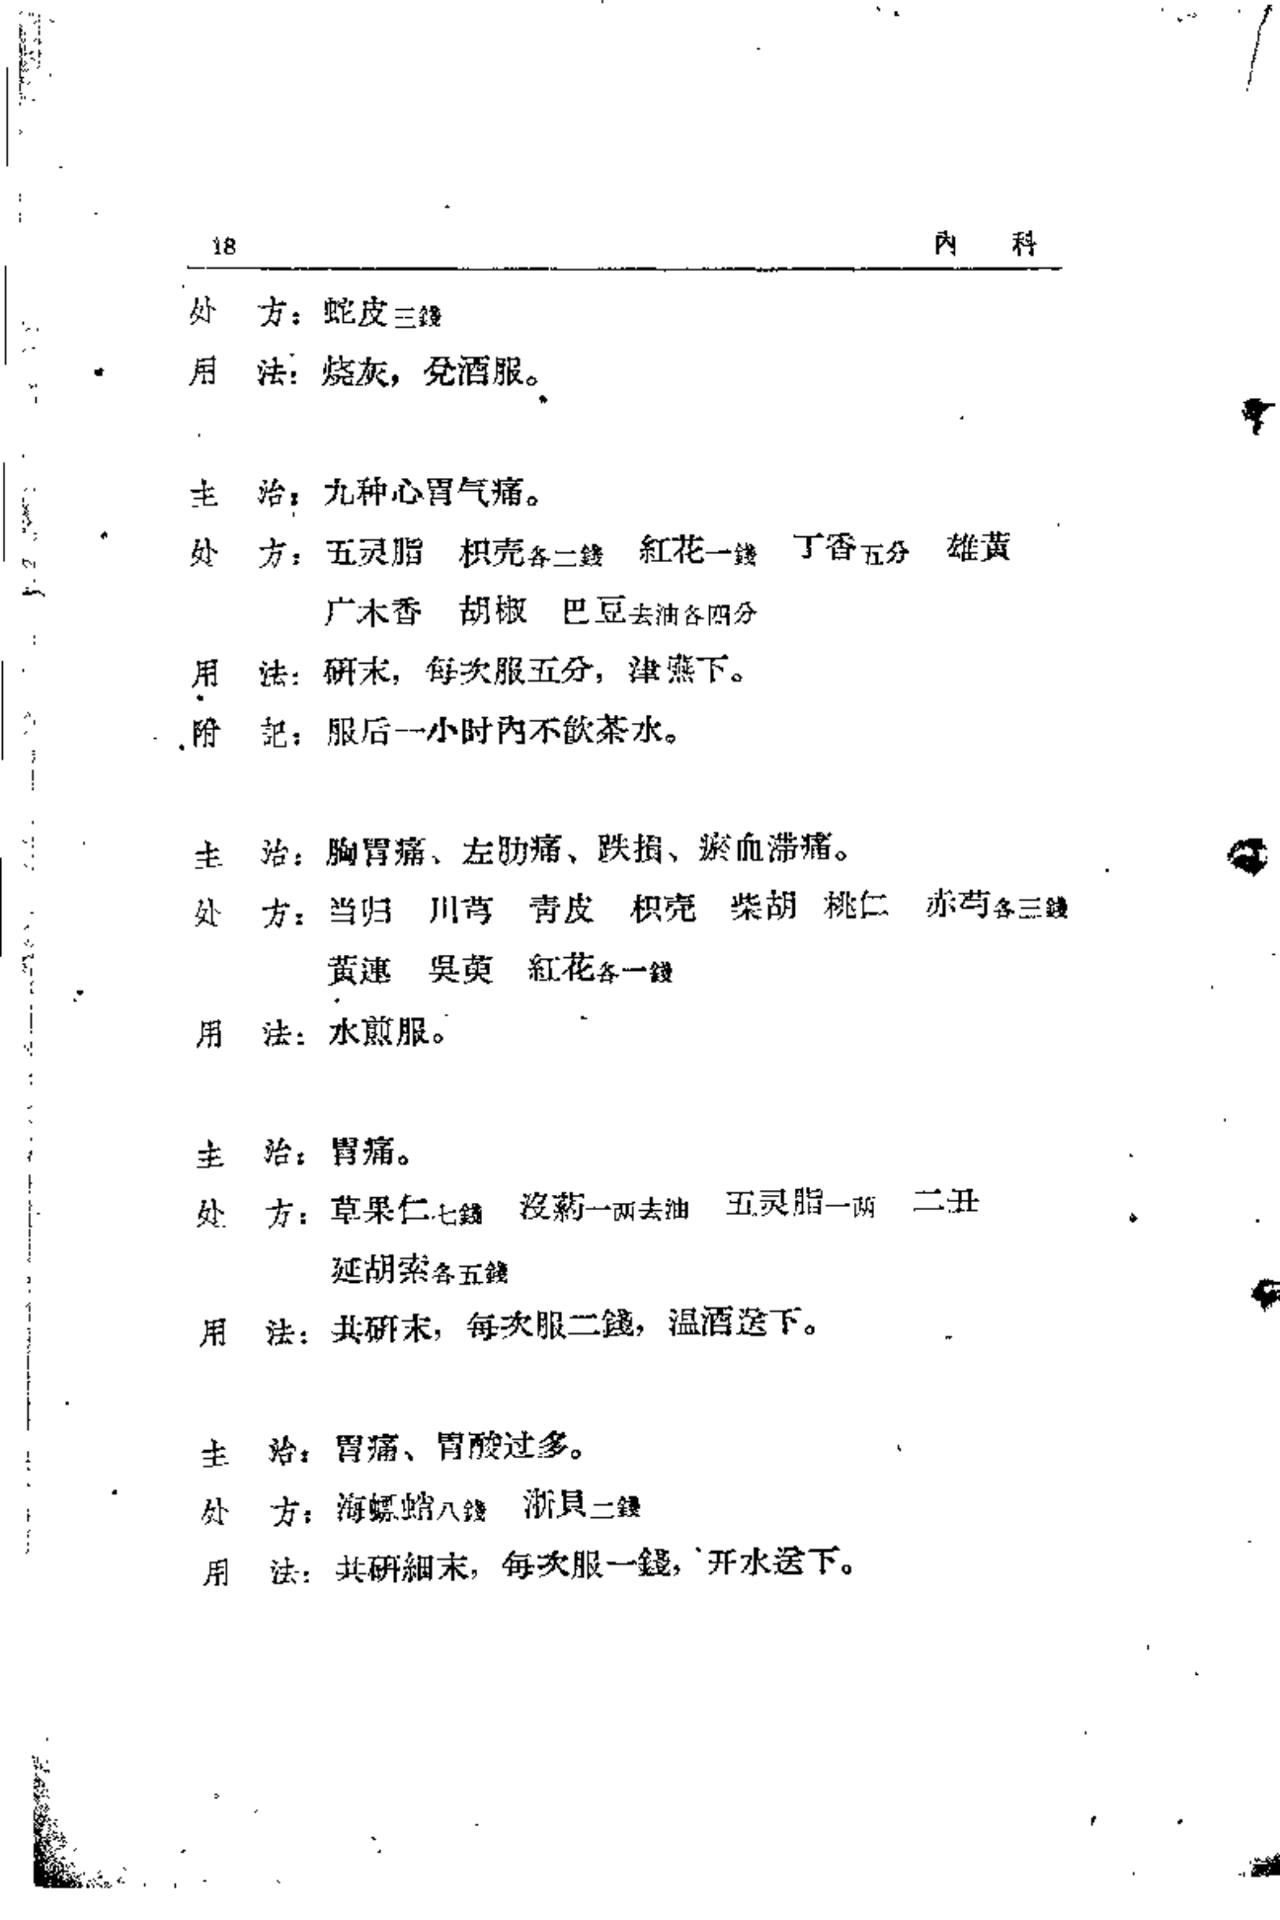 18 內 科
处 方：蛇皮三錢
用 法：烧灰，兌酒服。
主 治：九种心胃气痛。
处 方：五灵脂 枳壳各二錢 紅花一錢 丁香五分 雄黃
广木香 胡椒 巴豆去油各四分
用 法：研末，每次服五分，津嚥下。
附 記：服后一小时內不飲茶水。
主 治：胸胃痛、左肋痛、跌損、瘀血滞痛。
处 方：当归 川芎 青皮 枳壳 柴胡 桃仁 赤芍各三錢
黃連 吳萸 紅花各一錢
用 法：水煎服。
主 治：胃痛。
处 方：草果仁七錢 沒葯一两去油 五灵脂一两 二丑
延胡索各五錢
用 法：共研末，每次服二錢，温酒送下。
主 治：胃痛、胃酸过多。
处 方：海螵蛸八錢 浙貝二錢
用 法：共研細末，每次服一錢，开水送下。